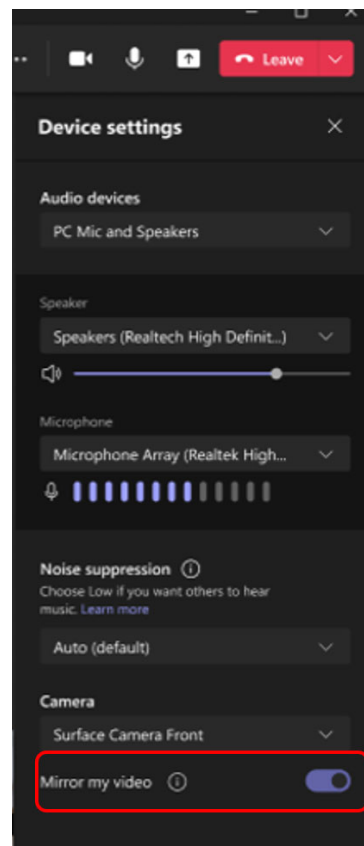 Leave
Device settings
Audio devices
PC Mic and Speakers
Speaker
Speakers (Realtech High Definit...)
Microphone
Microphone Array (Realtek High...
Noise suppression
Choose Low if you want others to hear
music. Learn more
Auto (default)
Camera
Surface Camera Front
Mirror my video